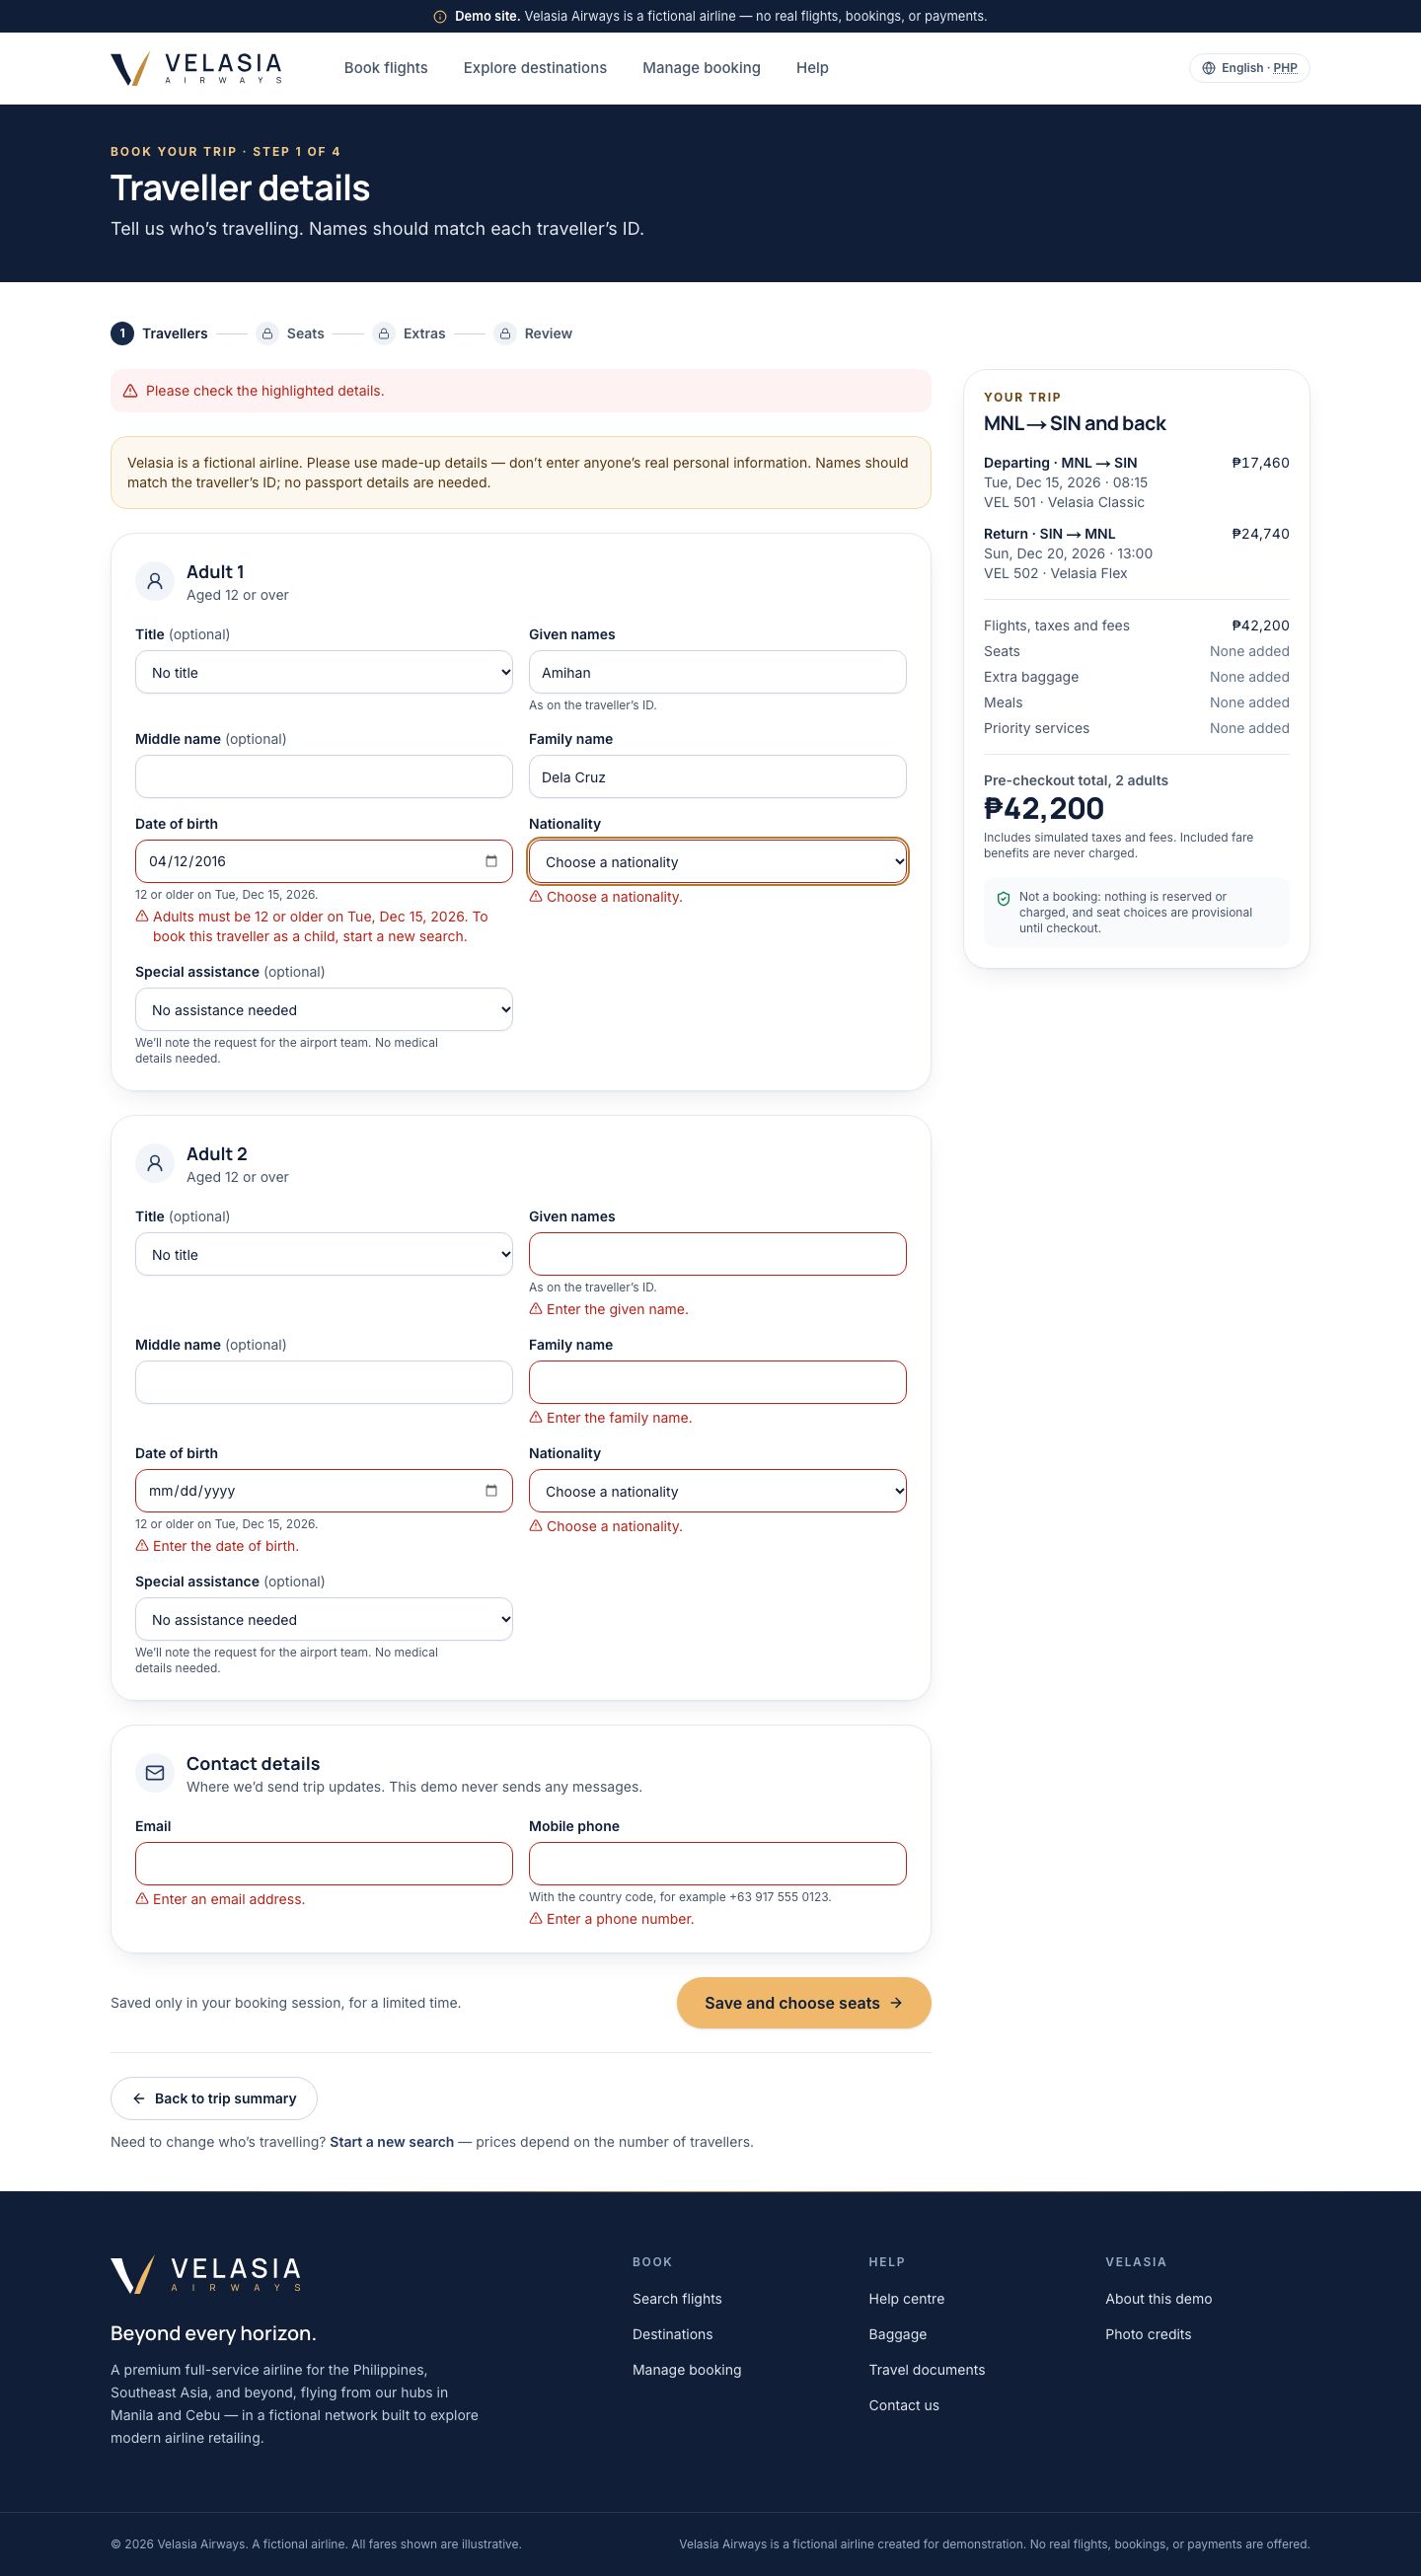 Demo site. Velasia Airways is a fictional airline — no real flights, bookings, or payments.
VELASIA
AIRWAYS
Book flights
Explore destinations
Manage booking
Help
English · PHP
BOOK YOUR TRIP · STEP 1 OF 4
Traveller details
Tell us who’s travelling. Names should match each traveller’s ID.
1 Travellers
Seats
Extras
Review
Please check the highlighted details.
Velasia is a fictional airline. Please use made-up details — don’t enter anyone’s real personal information. Names should
match the traveller’s ID; no passport details are needed.
Adult 1
Aged 12 or over
Title (optional)
No title
Given names
Amihan
As on the traveller’s ID.
Middle name (optional)
Family name
Dela Cruz
Date of birth
04/12/2016
12 or older on Tue, Dec 15, 2026.
Adults must be 12 or older on Tue, Dec 15, 2026. To
book this traveller as a child, start a new search.
Nationality
Choose a nationality
Choose a nationality.
Special assistance (optional)
No assistance needed
We’ll note the request for the airport team. No medical
details needed.
Adult 2
Aged 12 or over
Title (optional)
No title
Given names
As on the traveller’s ID.
Enter the given name.
Middle name (optional)
Family name
Enter the family name.
Date of birth
mm/dd/yyyy
12 or older on Tue, Dec 15, 2026.
Enter the date of birth.
Nationality
Choose a nationality
Choose a nationality.
Special assistance (optional)
No assistance needed
We’ll note the request for the airport team. No medical
details needed.
Contact details
Where we’d send trip updates. This demo never sends any messages.
Email
Enter an email address.
Mobile phone
With the country code, for example +63 917 555 0123.
Enter a phone number.
Saved only in your booking session, for a limited time.
Save and choose seats →
← Back to trip summary
Need to change who’s travelling? Start a new search — prices depend on the number of travellers.
YOUR TRIP
MNL → SIN and back
Departing · MNL → SIN ₱17,460
Tue, Dec 15, 2026 · 08:15
VEL 501 · Velasia Classic
Return · SIN → MNL ₱24,740
Sun, Dec 20, 2026 · 13:00
VEL 502 · Velasia Flex
Flights, taxes and fees ₱42,200
Seats None added
Extra baggage None added
Meals None added
Priority services None added
Pre-checkout total, 2 adults
₱42,200
Includes simulated taxes and fees. Included fare
benefits are never charged.
Not a booking: nothing is reserved or
charged, and seat choices are provisional
until checkout.
VELASIA
AIRWAYS
Beyond every horizon.
A premium full-service airline for the Philippines,
Southeast Asia, and beyond, flying from our hubs in
Manila and Cebu — in a fictional network built to explore
modern airline retailing.
BOOK
Search flights
Destinations
Manage booking
HELP
Help centre
Baggage
Travel documents
Contact us
VELASIA
About this demo
Photo credits
© 2026 Velasia Airways. A fictional airline. All fares shown are illustrative.
Velasia Airways is a fictional airline created for demonstration. No real flights, bookings, or payments are offered.